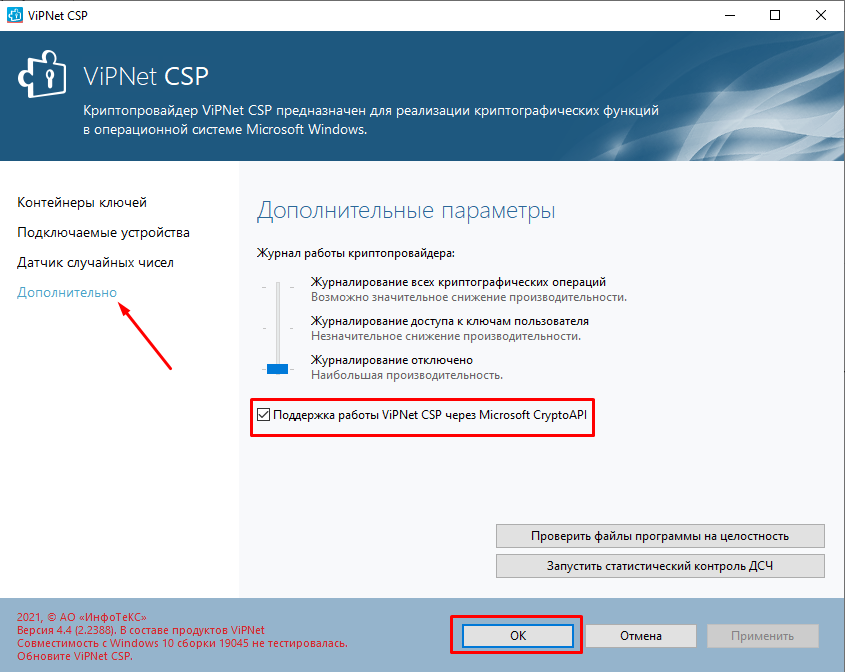 ViPNet CSP
ViPNet CSP
Криптопровайдер ViPNet CSP предназначен для реализации криптографических функций
в операционной системе Microsoft Windows.
Контейнеры ключей
Подключаемые устройства
Датчик случайных чисел
Дополнительно
Дополнительные параметры
Журнал работы криптопровайдера:
Журналирование всех криптографических операций
Возможно значительное снижение производительности.
Журналирование доступа к ключам пользователя
Незначительное снижение производительности.
Журналирование отключено
Наибольшая производительность.
Поддержка работы ViPNet CSP через Microsoft CryptoAPI
Проверить файлы программы на целостность
Запустить статистический контроль ДСЧ
2021, © АО «ИнфоТеКС»
Версия 4.4 (2.2388). В составе продуктов ViPNet
Совместимость с Windows 10 сборки 19045 не тестировалась.
Обновите ViPNet CSP.
ОК
Отмена
Применить